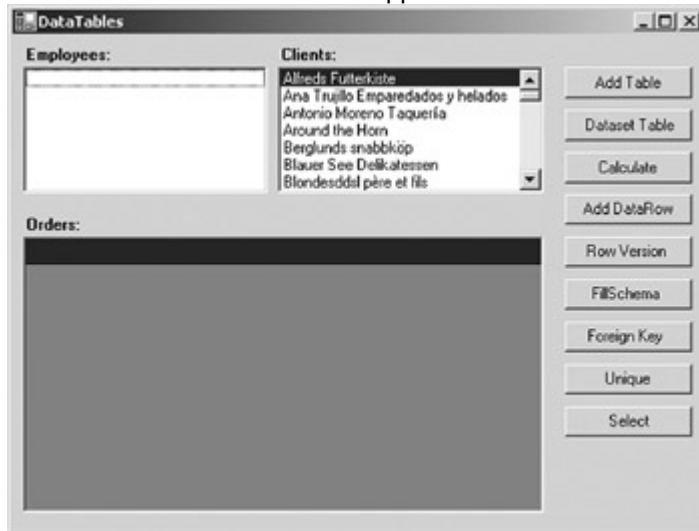 DataTables
Employees:
Clients:
Alfreds Futterkiste
Ana Trujillo Emparedados y helados
Antonio Moreno Taquería
Around the Horn
Berglunds snabbköp
Blauer See Delikatessen
Blondesddsl père et fils
Orders:
Add Table
Dataset Table
Calculate
Add DataRow
Row Version
FillSchema
Foreign Key
Unique
Select